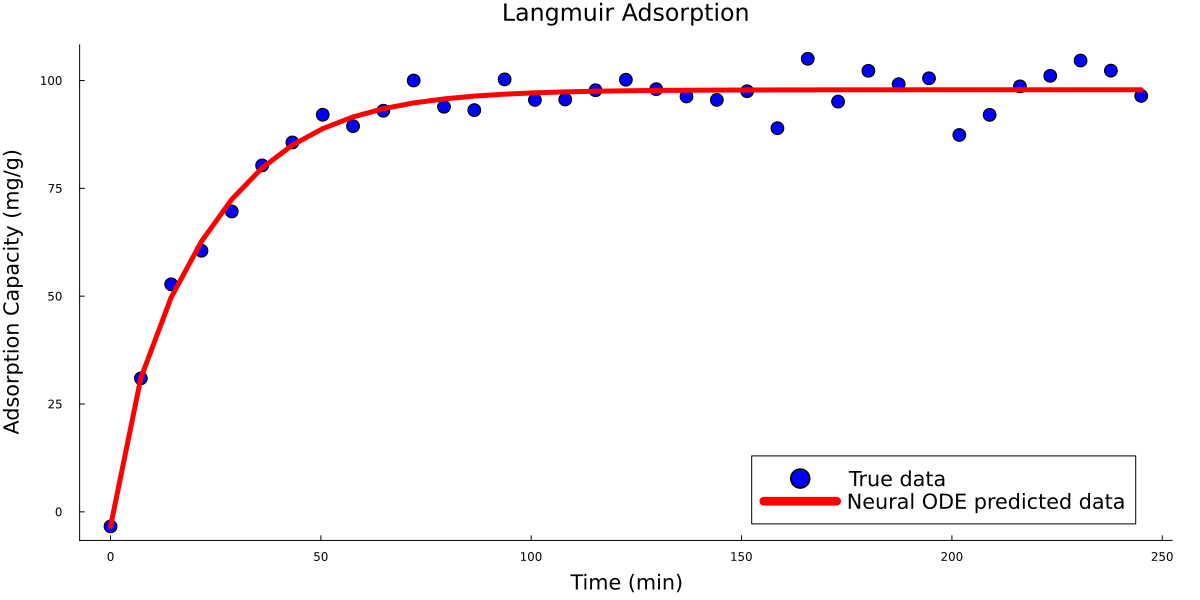 Langmuir Adsorption
100
75
50
25
0
Adsorption Capacity (mg/g)
True data
Neural ODE predicted data
0 50 100 150 200 250
Time (min)